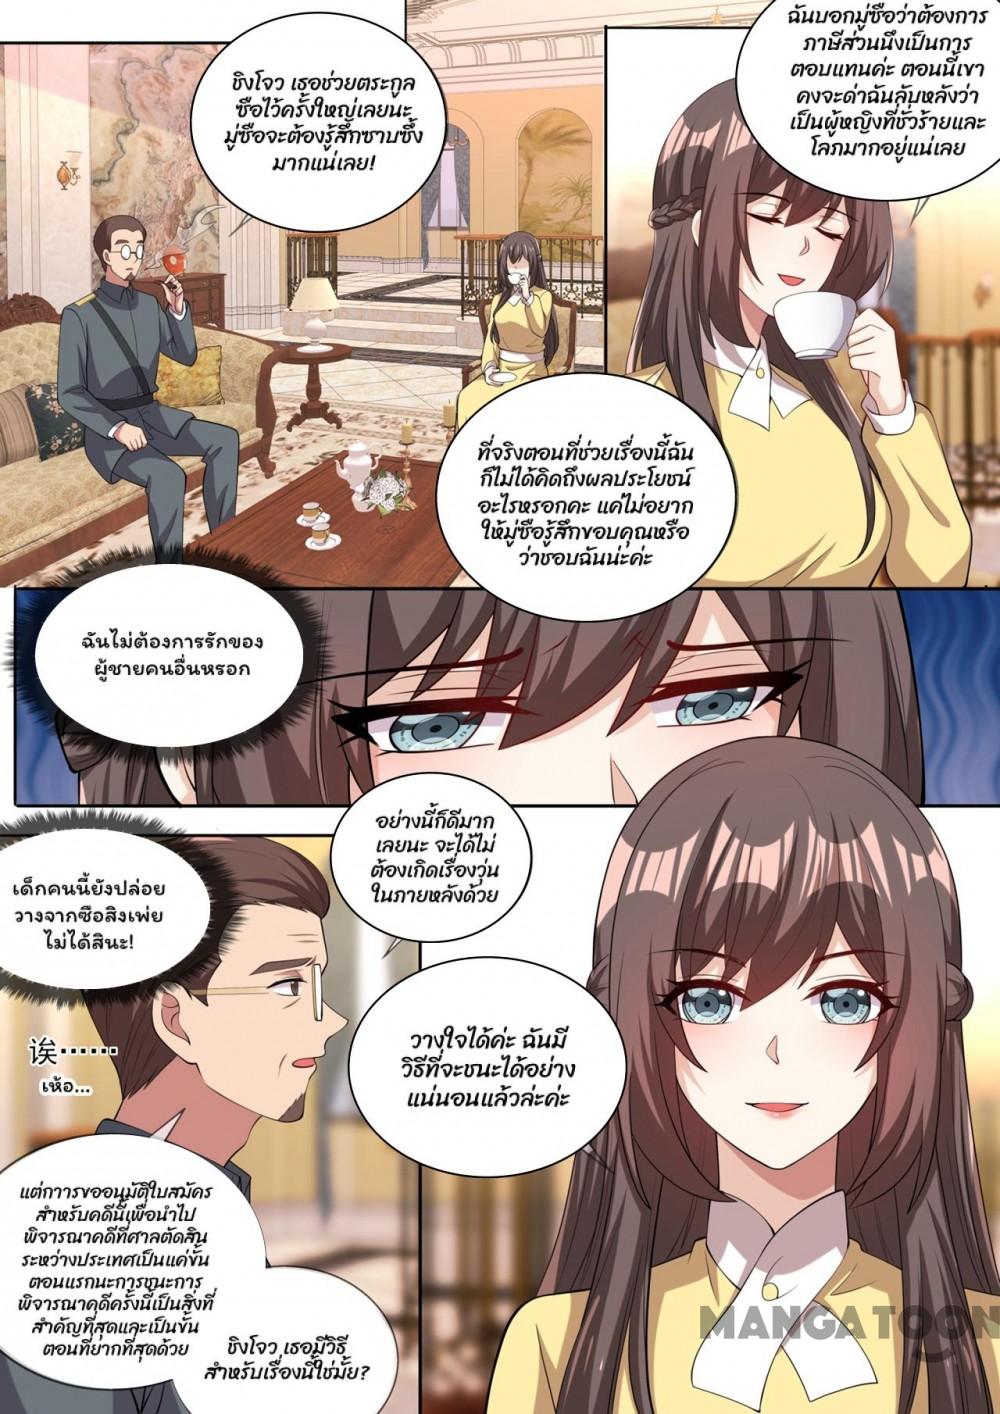 ชิงโจว เธอช่วยตระกูล
ซือไว้ครั้งใหญ่เลยนะ
มู่ซือจะต้องรู้สึกซาบซึ้ง
มากแน่เลย!
ฉันบอกมู่ซือว่าต้องการ
ภาษีส่วนนึงเป็นการ
ตอบแทนค่ะ ตอนนี้เขา
คงจะด่าฉันลับหลังว่า
เป็นผู้หญิงที่ชั่วร้ายและ
โลภมากอยู่แน่เลย
ที่จริงตอนที่ช่วยเรื่องนี้ฉัน
ก็ไม่ได้คิดถึงผลประโยชน์
อะไรหรอกคะ แค่ไม่อยาก
ให้มู่ซือรู้สึกขอบคุณหรือ
ว่าชอบฉันน่ะค่ะ
ฉันไม่ต้องการรักของ
ผู้ชายคนอื่นหรอก
อย่างนี้ก็ดีมาก
เลยนะ จะได้ไม่
ต้องเกิดเรื่องวุ่น
ในภายหลังด้วย
เด็กคนนี้ยังปล่อย
วางจากซือสิงเพ่ย
ไม่ได้สินะ!
诶……
เห้อ...
วางใจได้ค่ะ ฉันมี
วิธีที่จะชนะได้อย่าง
แน่นอนแล้วล่ะค่ะ
แต่การขออนุมัติใบสมัคร
สำหรับคดีนี้เพื่อนำไป
พิจารณาคดีที่ศาลตัดสิน
ระหว่างประเทศเป็นแค่ขั้น
ตอนแรกนะการชนะการ
พิจารณาคดีครั้งนี้เป็นสิ่งที่
สำคัญที่สุดและเป็นขั้น
ตอนที่ยากที่สุดด้วย
ชิงโจว เธอมีวิธี
สำหรับเรื่องนี้ใช่มั้ย?
MANGATOON